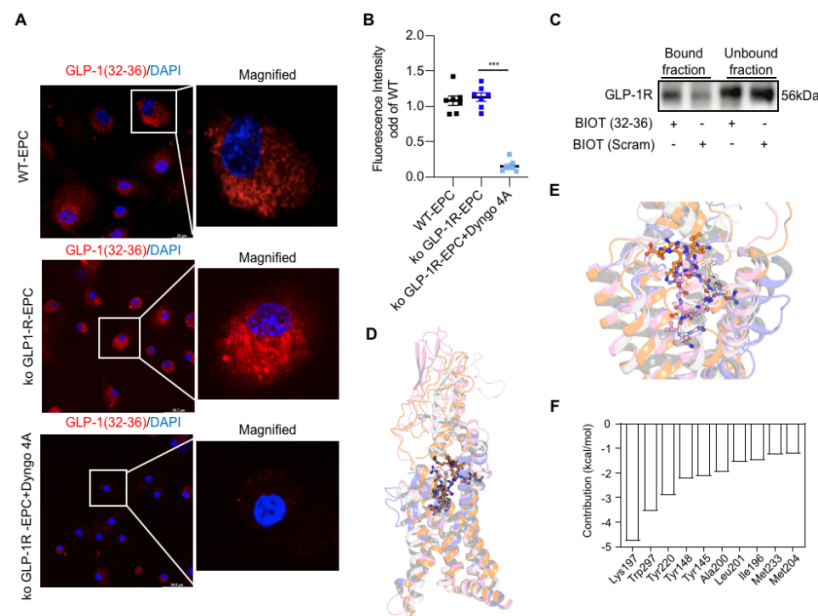 A
GLP-1(32-36)/DAPI
Magnified
WT-EPC
GLP-1(32-36)/DAPI
Magnified
ko GLP1-R-EPC
GLP-1(32-36)/DAPI
Magnified
ko GLP-1R -EPC+Dyngo 4A
B
Fluorescence Intensity
odd of WT
2.0
1.5
1.0
0.5
0.0
***
WT-EPC
ko GLP-1R-EPC
ko GLP-1R-EPC+Dyngo 4A
C
Bound
fraction
Unbound
fraction
GLP-1R
56kDa
BIOT (32-36) + - + -
BIOT (Scram) - + - +
D
E
F
Contribution (kcal/mol)
0
-1
-2
-3
-4
-5
Lys197
Trp297
Tyr220
Tyr148
Tyr145
Ala200
Leu201
Ile196
Met233
Met204